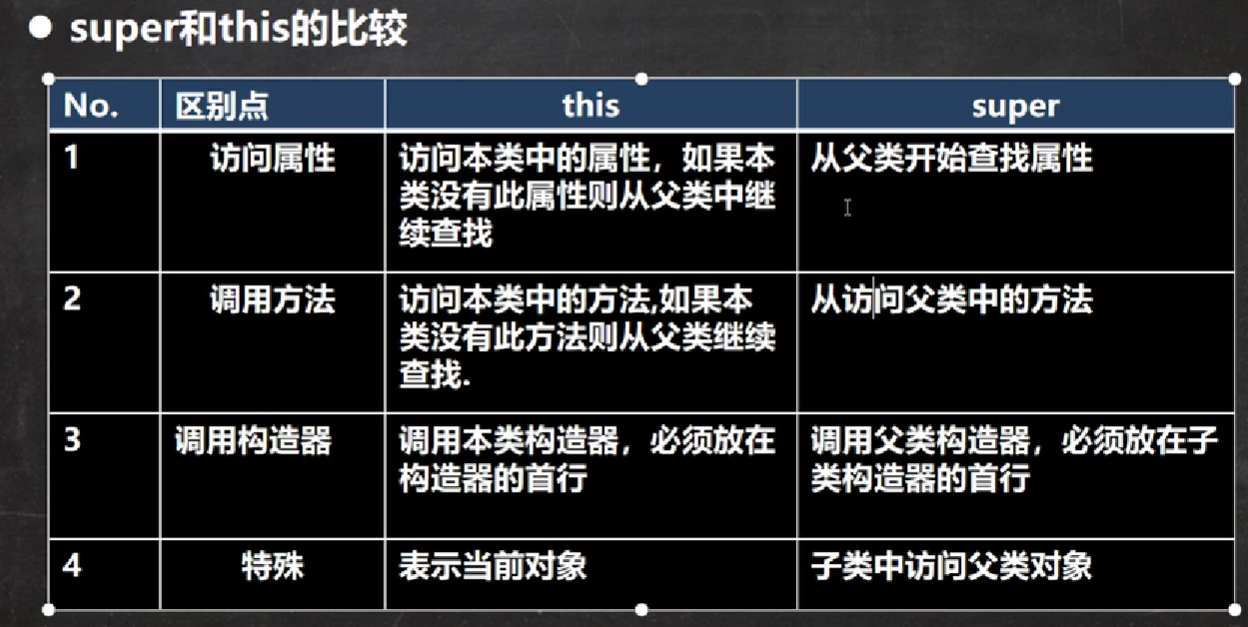 super和this的比较
No. 区别点 this super
1 访问属性 访问本类中的属性，如果本 从父类开始查找属性
类没有此属性则从父类中继
续查找
2 调用方法 访问本类中的方法,如果本 从访问父类中的方法
类没有此方法则从父类继续
查找.
3 调用构造器 调用本类构造器，必须放在 调用父类构造器，必须放在子
构造器的首行 类构造器的首行
4 特殊 表示当前对象 子类中访问父类对象